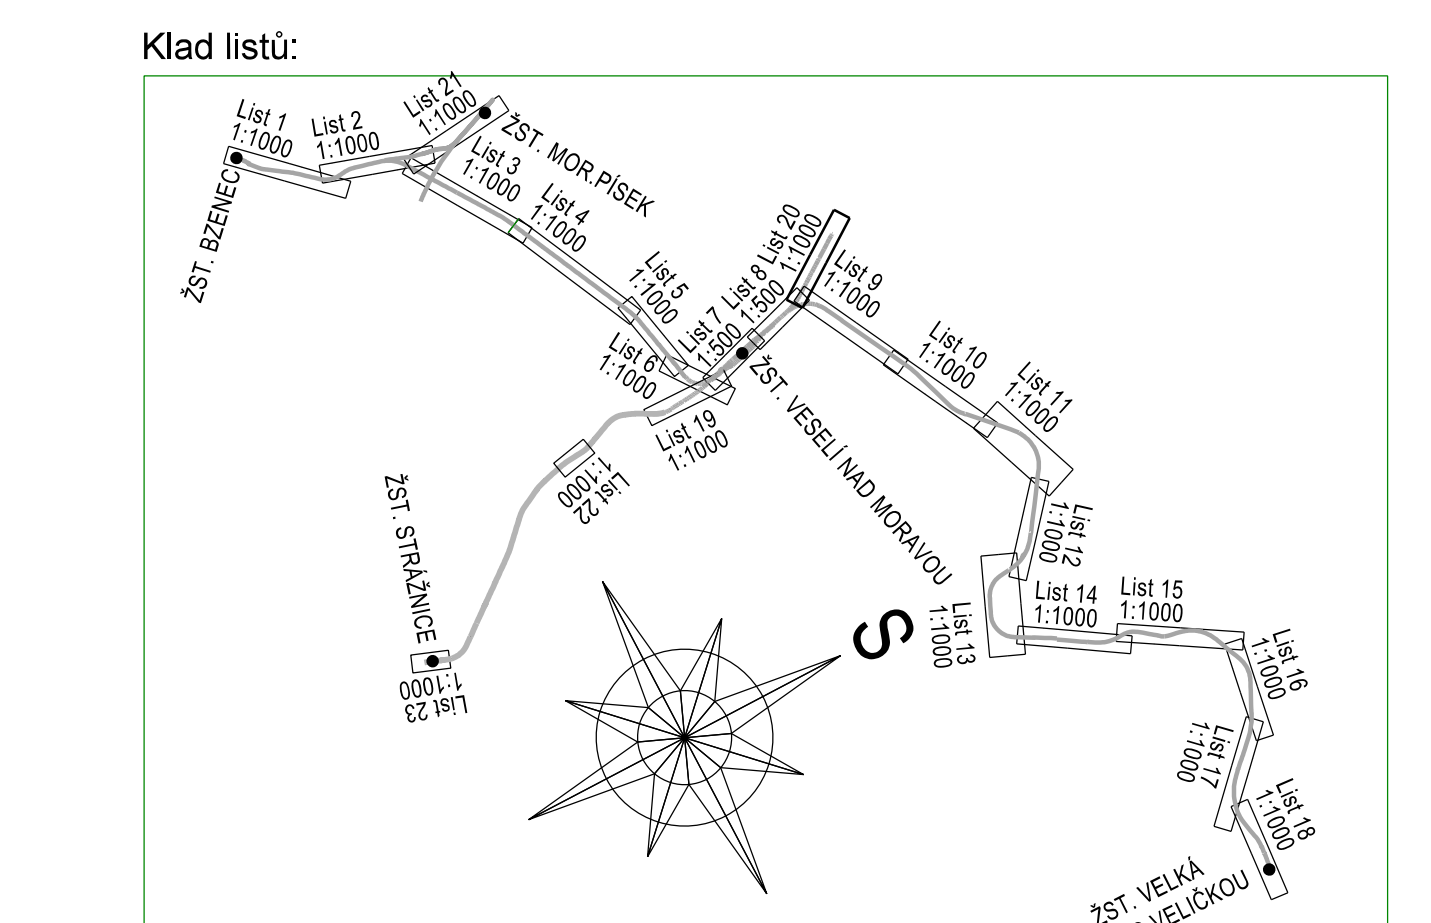 Klad listů:
List 1
1:1000
List 2
1:1000
List 21
1:1000
ŽST. MOR.PÍSEK
ŽST. BZENEC
List 3
1:1000
List 4
1:1000
List 5
1:1000
List 6
1:1000
List 7
1:500
List 8
1:500
List 20
1:1000
List 9
1:1000
List 10
1:1000
List 11
1:1000
List 19
1:1000
List 22
1:1000
ŽST. VESELÍ NAD MORAVOU
ŽST. STRÁŽNICE
List 23
1:1000
List 12
1:1000
List 13
1:1000
List 14
1:1000
List 15
1:1000
List 16
1:1000
List 17
1:1000
List 18
1:1000
S
ŽST. VELKÁ
VELIČKOU